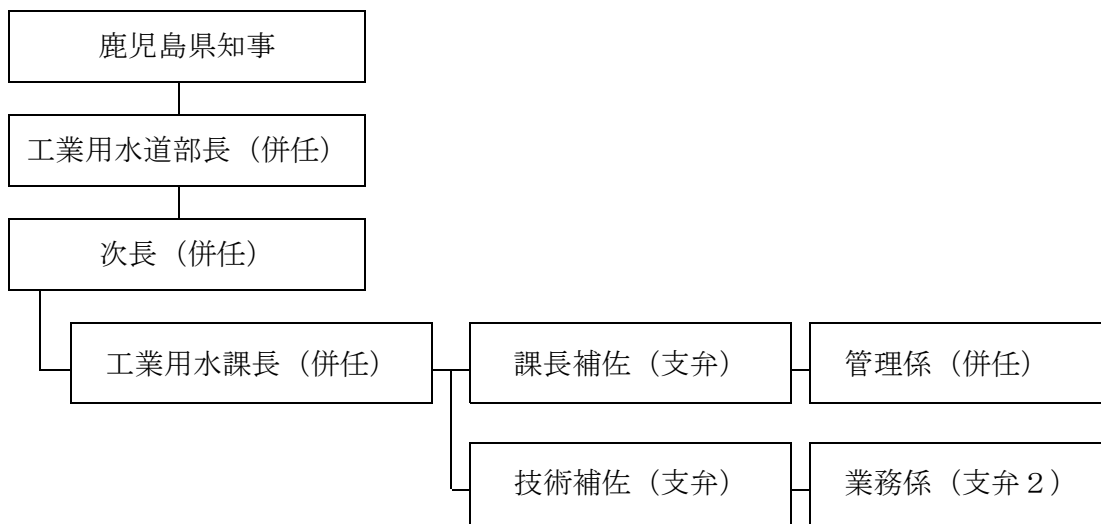 鹿児島県知事
工業用水道部長（併任）
次長（併任）
工業用水課長（併任）
課長補佐（支弁）
管理係（併任）
技術補佐（支弁）
業務係（支弁２）